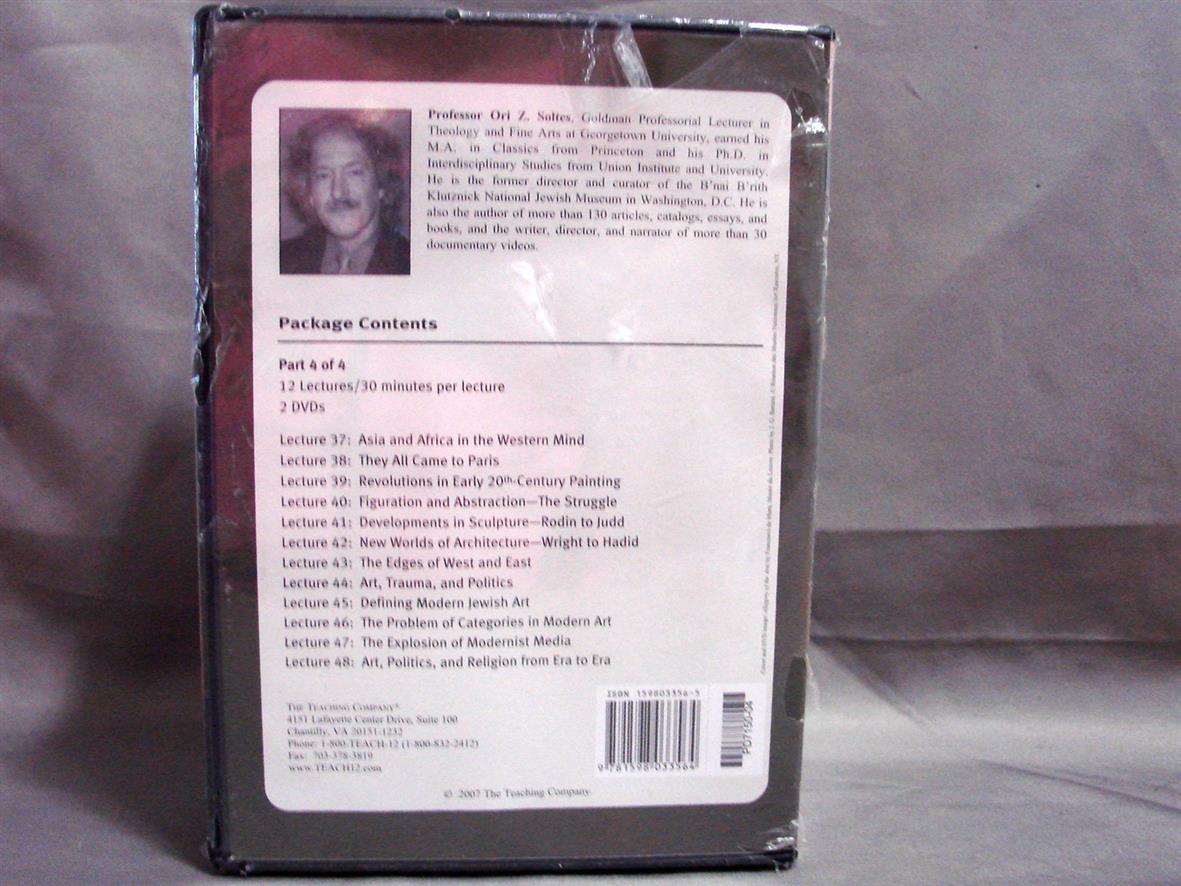 Professor Ori Z. Soltes, Goldman Professorial Lecturer in
Theology and Fine Arts at Georgetown University, earned his
M.A. in Classics from Princeton and his Ph.D. in
Interdisciplinary Studies from Union Institute and University.
He is the former director and curator of the B'nai B'rith
Klutznick National Jewish Museum in Washington, D.C. He is
also the author of more than 130 articles, catalogs, essays, and
books, and the writer, director, and narrator of more than 30
documentary videos.
Package Contents
Part 4 of 4
12 Lectures/30 minutes per lecture
2 DVDs
Lecture 37: Asia and Africa in the Western Mind
Lecture 38: They All Came to Paris
Lecture 39: Revolutions in Early 20th-Century Painting
Lecture 40: Figuration and Abstraction—The Struggle
Lecture 41: Developments in Sculpture—Rodin to Judd
Lecture 42: New Worlds of Architecture—Wright to Hadid
Lecture 43: The Edges of West and East
Lecture 44: Art, Trauma, and Politics
Lecture 45: Defining Modern Jewish Art
Lecture 46: The Problem of Categories in Modern Art
Lecture 47: The Explosion of Modernist Media
Lecture 48: Art, Politics, and Religion from Era to Era
THE TEACHING COMPANY®
4151 Lafayette Center Drive, Suite 100
Chantilly, VA 20151-1232
Phone: 1-800-TEACH-12 (1-800-832-2412)
Fax: 703-378-3819
www.TEACH12.com
ISBN 159803356-5
9 781598 033564
PD7150-04
© 2007 The Teaching Company.